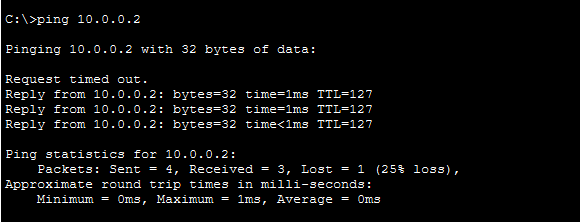 C:\>ping 10.0.0.2
Pinging 10.0.0.2 with 32 bytes of data:
Request timed out.
Reply from 10.0.0.2: bytes=32 time=1ms TTL=127
Reply from 10.0.0.2: bytes=32 time=1ms TTL=127
Reply from 10.0.0.2: bytes=32 time<1ms TTL=127
Ping statistics for 10.0.0.2:
    Packets: Sent = 4, Received = 3, Lost = 1 (25% loss),
Approximate round trip times in milli-seconds:
    Minimum = 0ms, Maximum = 1ms, Average = 0ms